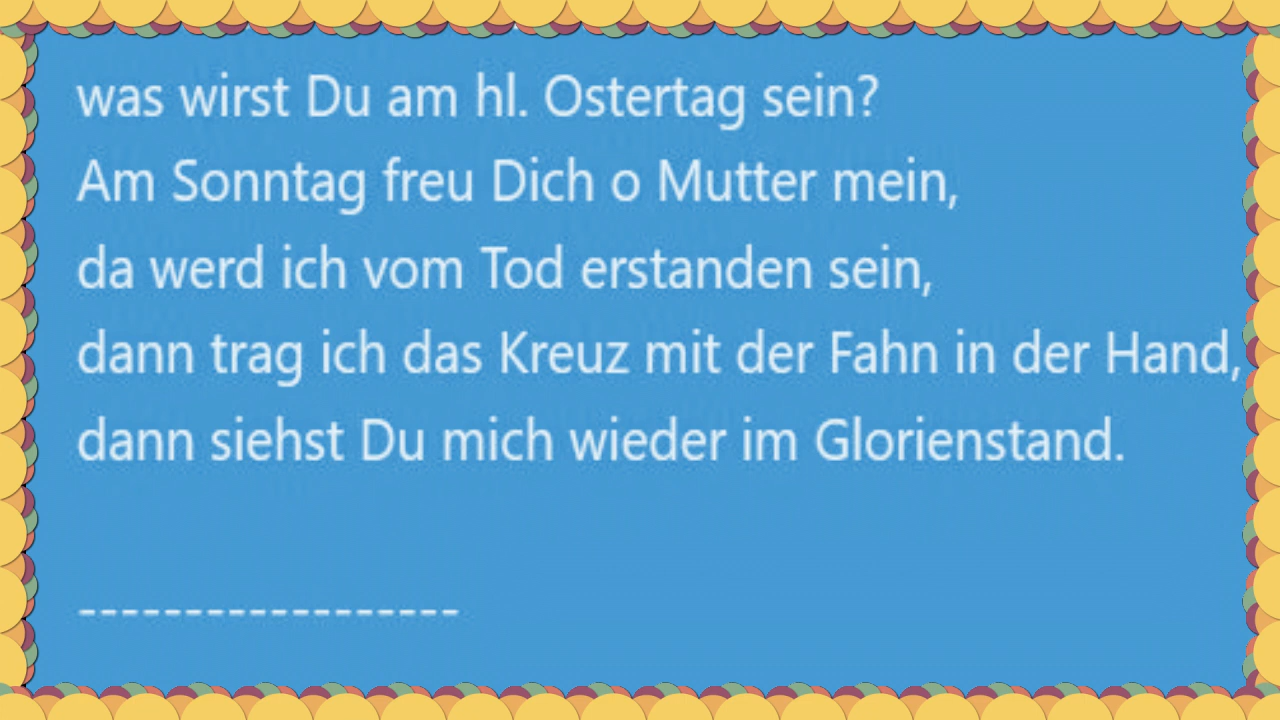 was wirst Du am hl. Ostertag sein?
Am Sonntag freu Dich o Mutter mein,
da werd ich vom Tod erstanden sein,
dann trag ich das Kreuz mit der Fahn in der Hand,
dann siehst Du mich wieder im Glorienstand.
------------------